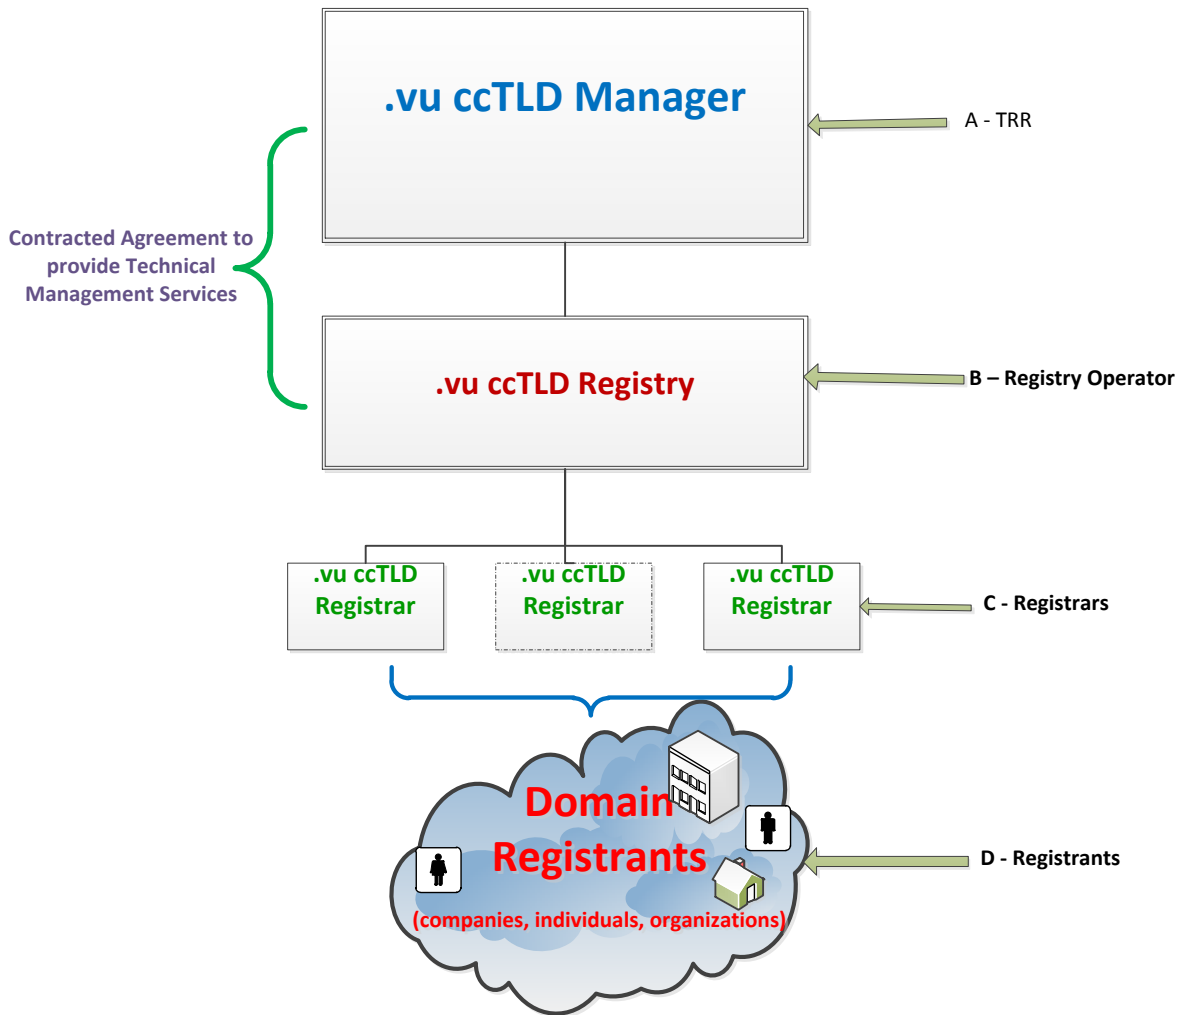 .vu ccTLD Manager
A - TRR
Contracted Agreement to
provide Technical
Management Services
.vu ccTLD Registry
B – Registry Operator
.vu ccTLD
Registrar
.vu ccTLD
Registrar
.vu ccTLD
Registrar
C - Registrars
Domain
Registrants
(companies, individuals, organizations)
D - Registrants